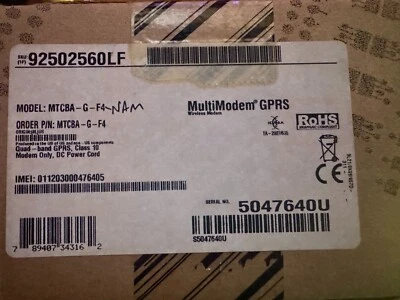 92502560LF
MODEL: MTCBA-G-F4-NAM
MultiModem® GPRS
Wireless Modem
RoHS
ORDER P/N: MTCBA-G-F4
Quad-band GPRS, Class 10
Modem Only, DC Power Cord
IMEI: 011203000476405
SERIAL NO.
5047640U
S5047640U
7 89407 34316 2